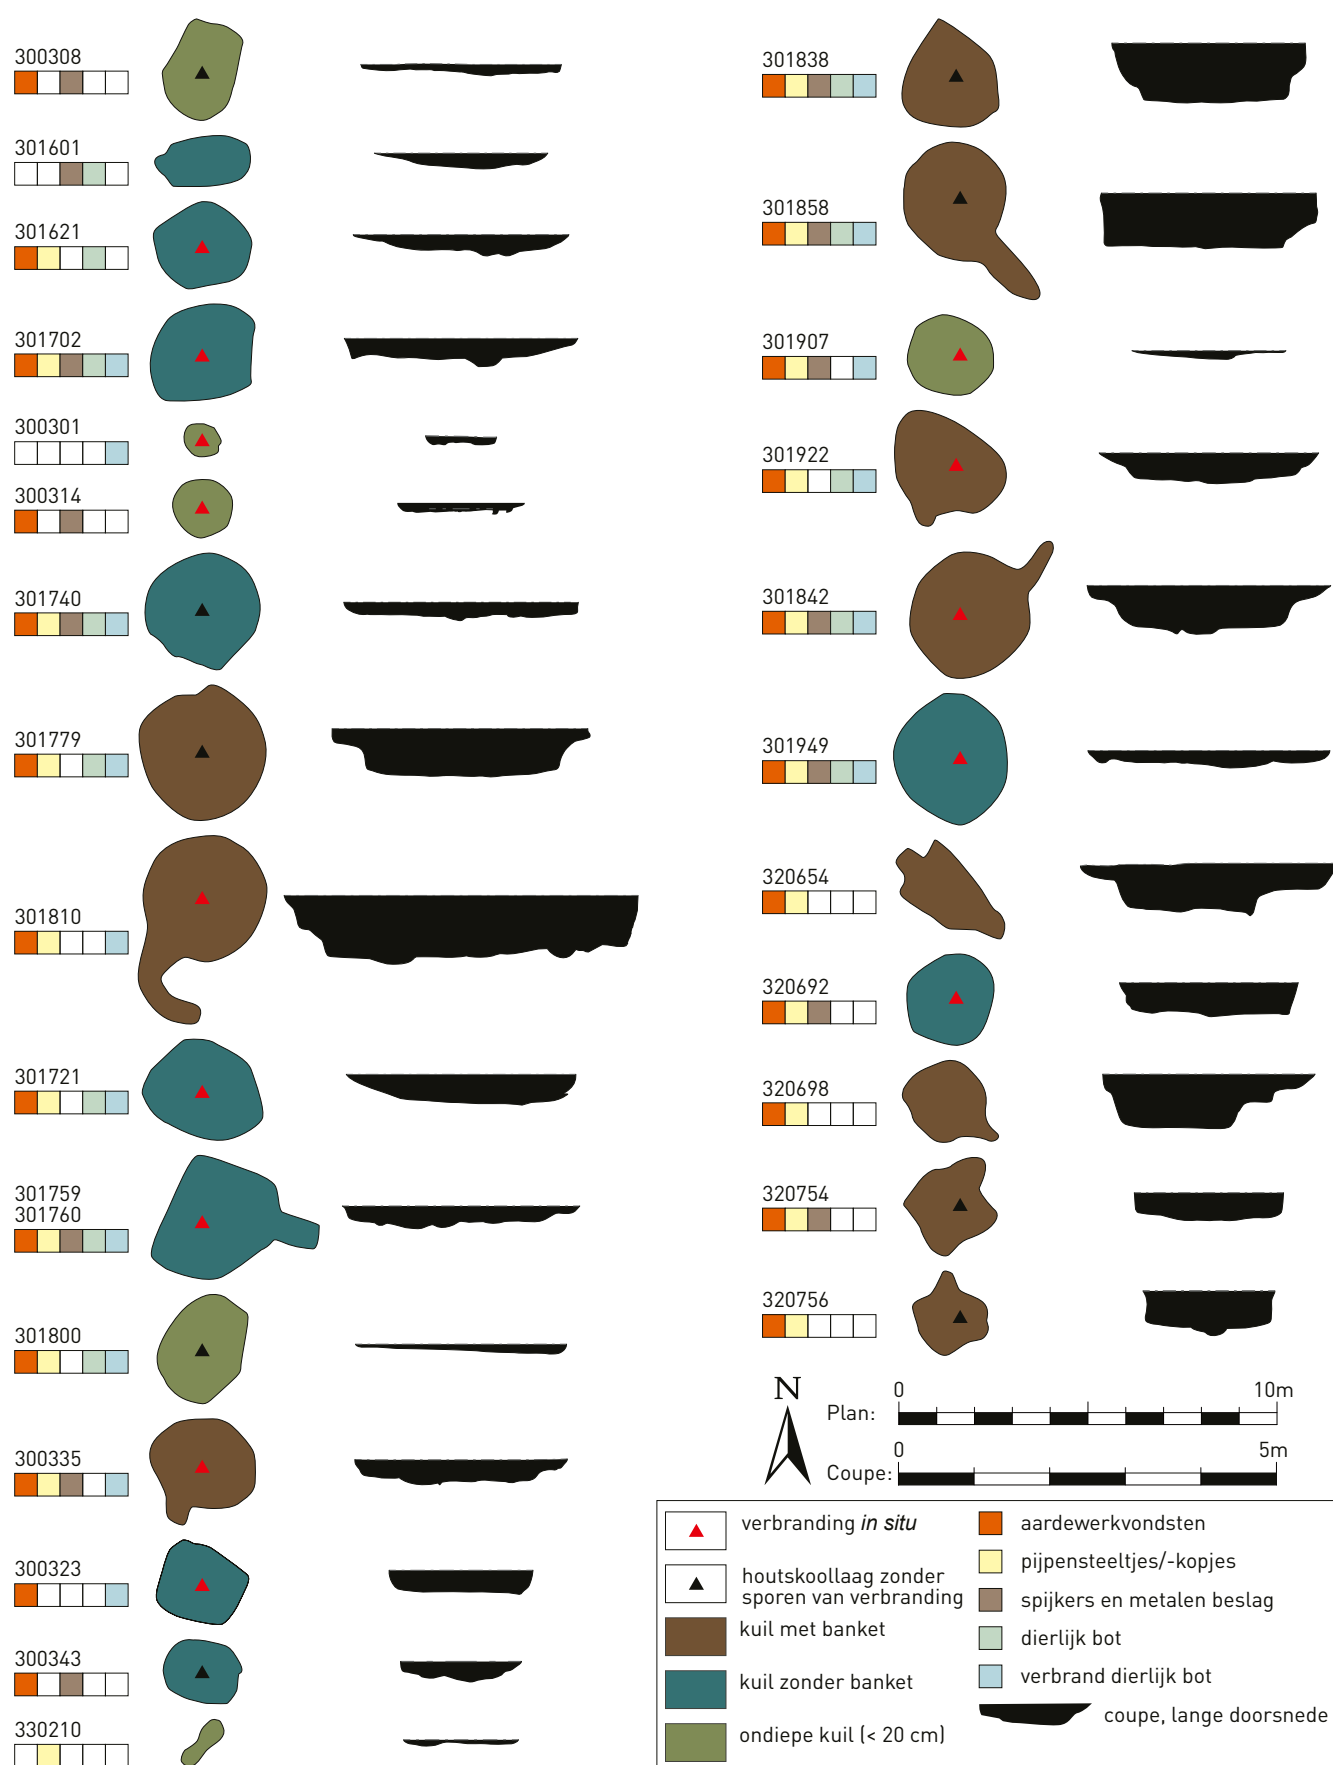 300308
301601
301621
301702
300301
300314
301740
301779
301810
301721
301759
301760
301800
300335
300323
300343
330210
301838
301858
301907
301922
301842
301949
320654
320692
320698
320754
320756
N
0 10m
Plan:
0 5m
Coupe:
verbranding in situ
houtskoollaag zonder
sporen van verbranding
kuil met banket
kuil zonder banket
ondiepe kuil (< 20 cm)
aardewerkvondsten
pijpensteeltjes/-kopjes
spijkers en metalen beslag
dierlijk bot
verbrand dierlijk bot
coupe, lange doorsnede